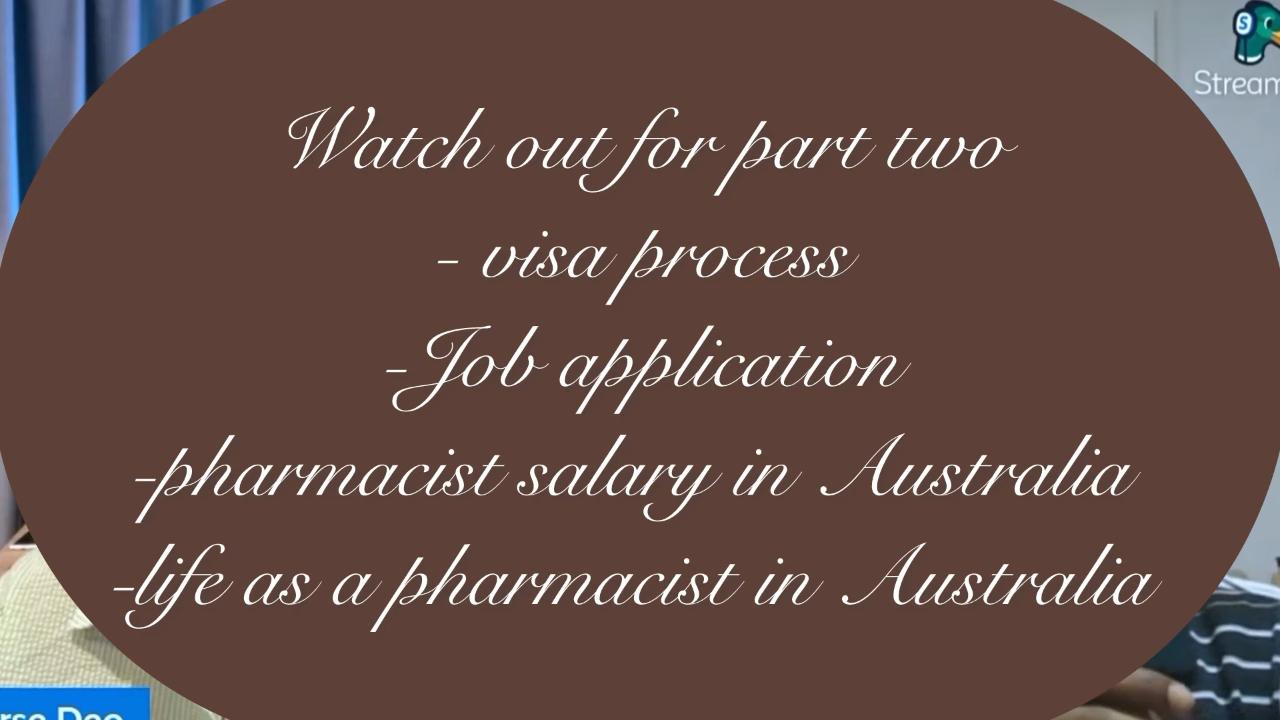 Stream
Watch out for part two
- visa process
-Job application
-pharmacist salary in Australia
-life as a pharmacist in Australia